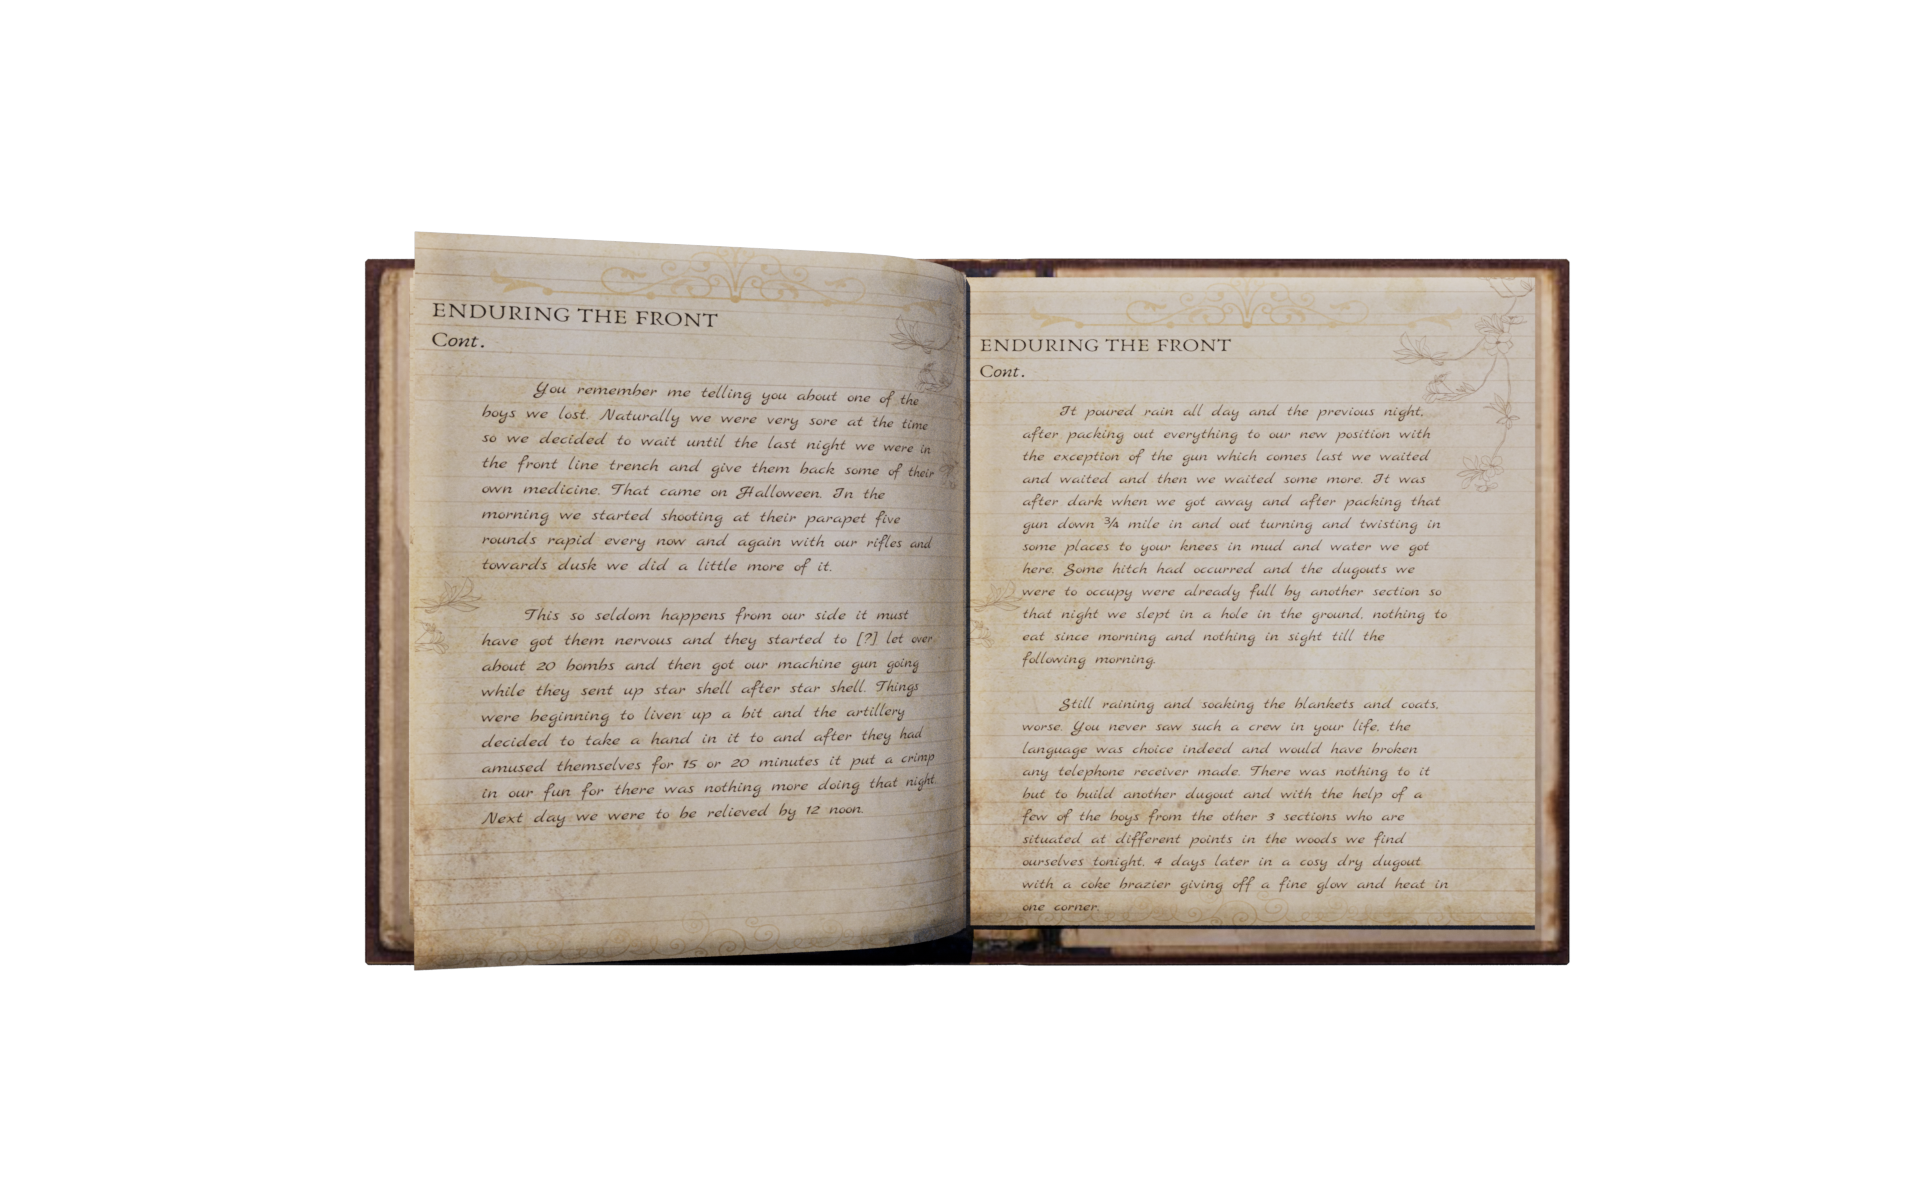 ENDURING THE FRONT
Cont.
You remember me telling you about one of the
boys we lost. Naturally we were very sore at the time
so we decided to wait until the last night we were in
the front line trench and give them back some of their
own medicine. That came on Halloween. In the
morning we started shooting at their parapet five
rounds rapid every now and again with our rifles and
towards dusk we did a little more of it.
This so seldom happens from our side it must
have got them nervous and they started to [?] let over
about 20 bombs and then got our machine gun going
while they sent up star shell after star shell. Things
were beginning to liven up a bit and the artillery
decided to take a hand in it to and after they had
amused themselves for 15 or 20 minutes it put a crimp
in our fun for there was nothing more doing that night.
Next day we were to be relieved by 12 noon.
ENDURING THE FRONT
Cont.
It poured rain all day and the previous night,
after packing out everything to our new position with
the exception of the gun which comes last we waited
and waited and then we waited some more. It was
after dark when we got away and after packing that
gun down ¾ mile in and out turning and twisting in
some places to your knees in mud and water we got
here. Some hitch had occurred and the dugouts we
were to occupy were already full by another section so
that night we slept in a hole in the ground, nothing to
eat since morning and nothing in sight till the
following morning.
Still raining and soaking the blankets and coats,
worse. You never saw such a crew in your life, the
language was choice indeed and would have broken
any telephone receiver made. There was nothing to it
but to build another dugout and with the help of a
few of the boys from the other 3 sections who are
situated at different points in the woods we find
ourselves tonight, 4 days later in a cosy dry dugout
with a coke brazier giving off a fine glow and heat in
one corner.